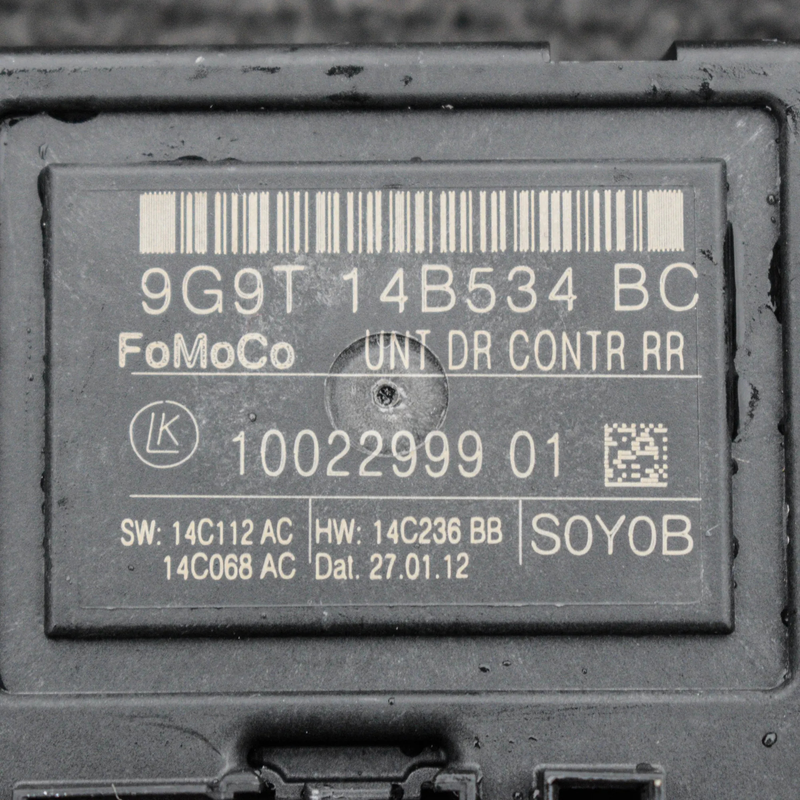 9G9T 14B534 BC
FoMoCo UNT DR CONTR RR
LK 10022999 01
SW: 14C112 AC HW: 14C236 BB S0Y0B
14C068 AC Dat. 27.01.12